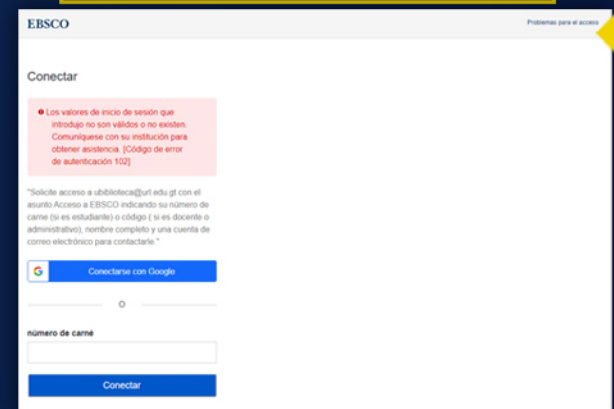 EBSCO
Problemas para el acceso
Conectar
Los valores de inicio de sesión que
introdujo no son válidos o no existen.
Comuníquese con su institución para
obtener asistencia. [Código de error
de autenticación 102]
"Solicite acceso a ubiblioteca@url.edu.gt con el
asunto Acceso a EBSCO indicando su número de
carne (si es estudiante) o código ( si es docente o
administrativo), nombre completo y una cuenta de
correo electrónico para contactarle."
G
Conectarse con Google
O
número de carné
Conectar